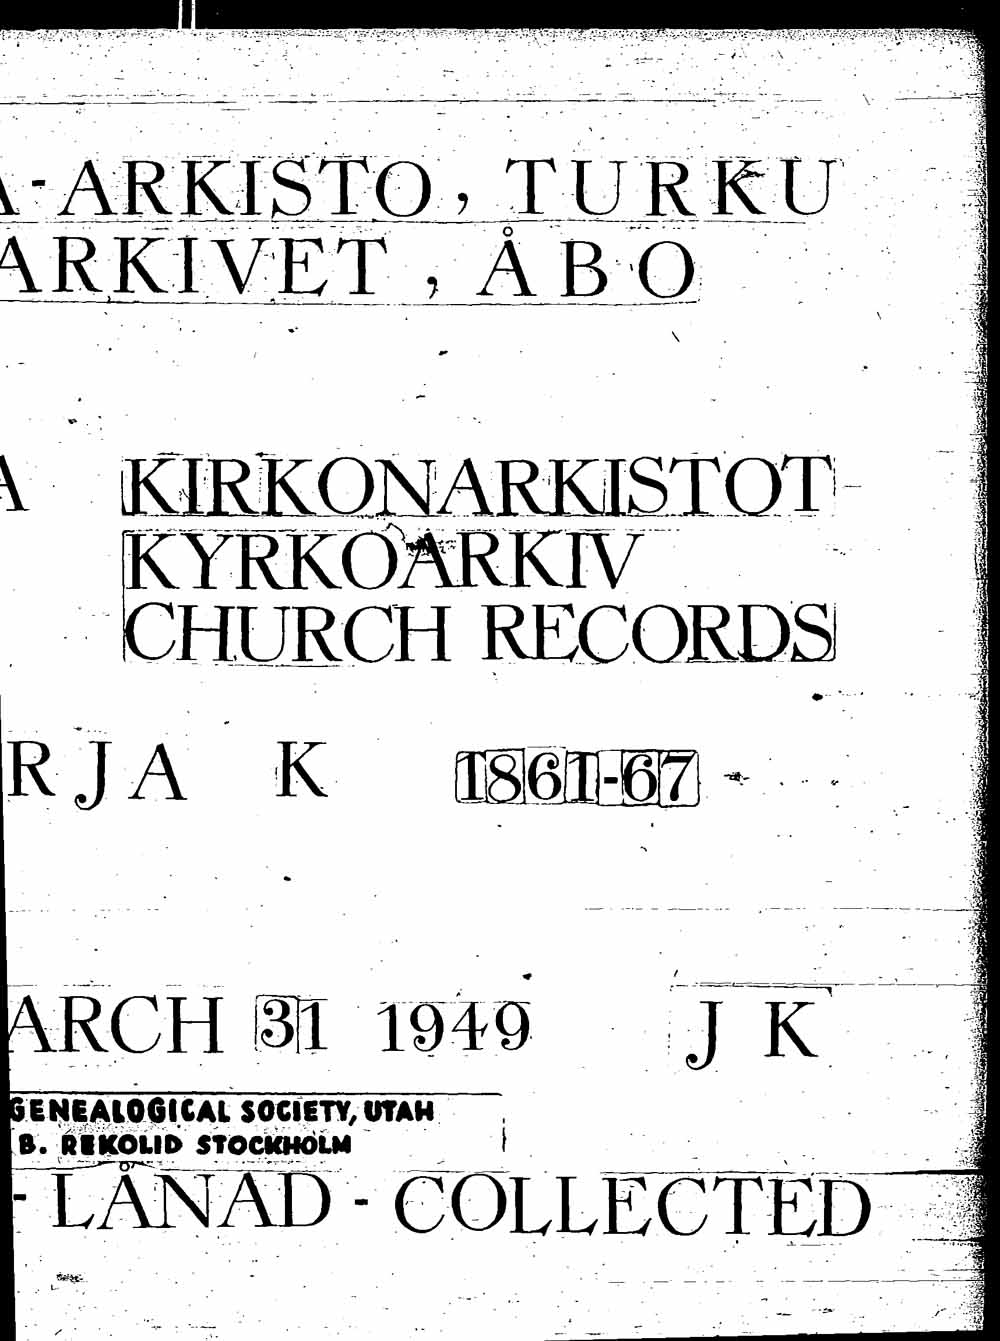 A-ARKISTO, TURKU
ARKIVET, ÅBO
A KIRKONARKISTOT
KYRKOARKIV
CHURCH RECORDS
RJA K 1861-67
ARCH 31 1949 J K
GENEALOGICAL SOCIETY, UTAH
B. REKOLID STOCKHOLM
- LÅNAD - COLLECTED